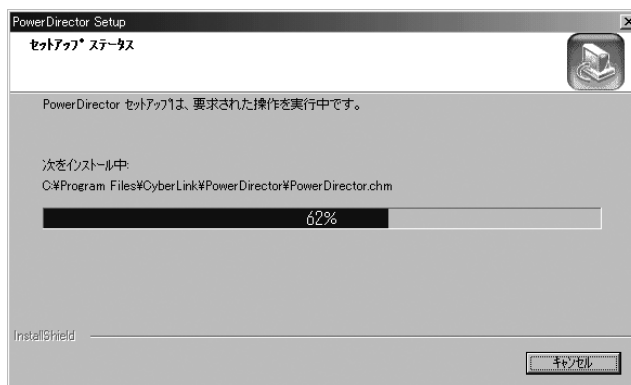 PowerDirector Setup
セットアップ ステータス
PowerDirector セットアップは、要求された操作を実行中です。
次をインストール中:
C:¥Program Files¥CyberLink¥PowerDirector¥PowerDirector.chm
62%
InstallShield
キャンセル